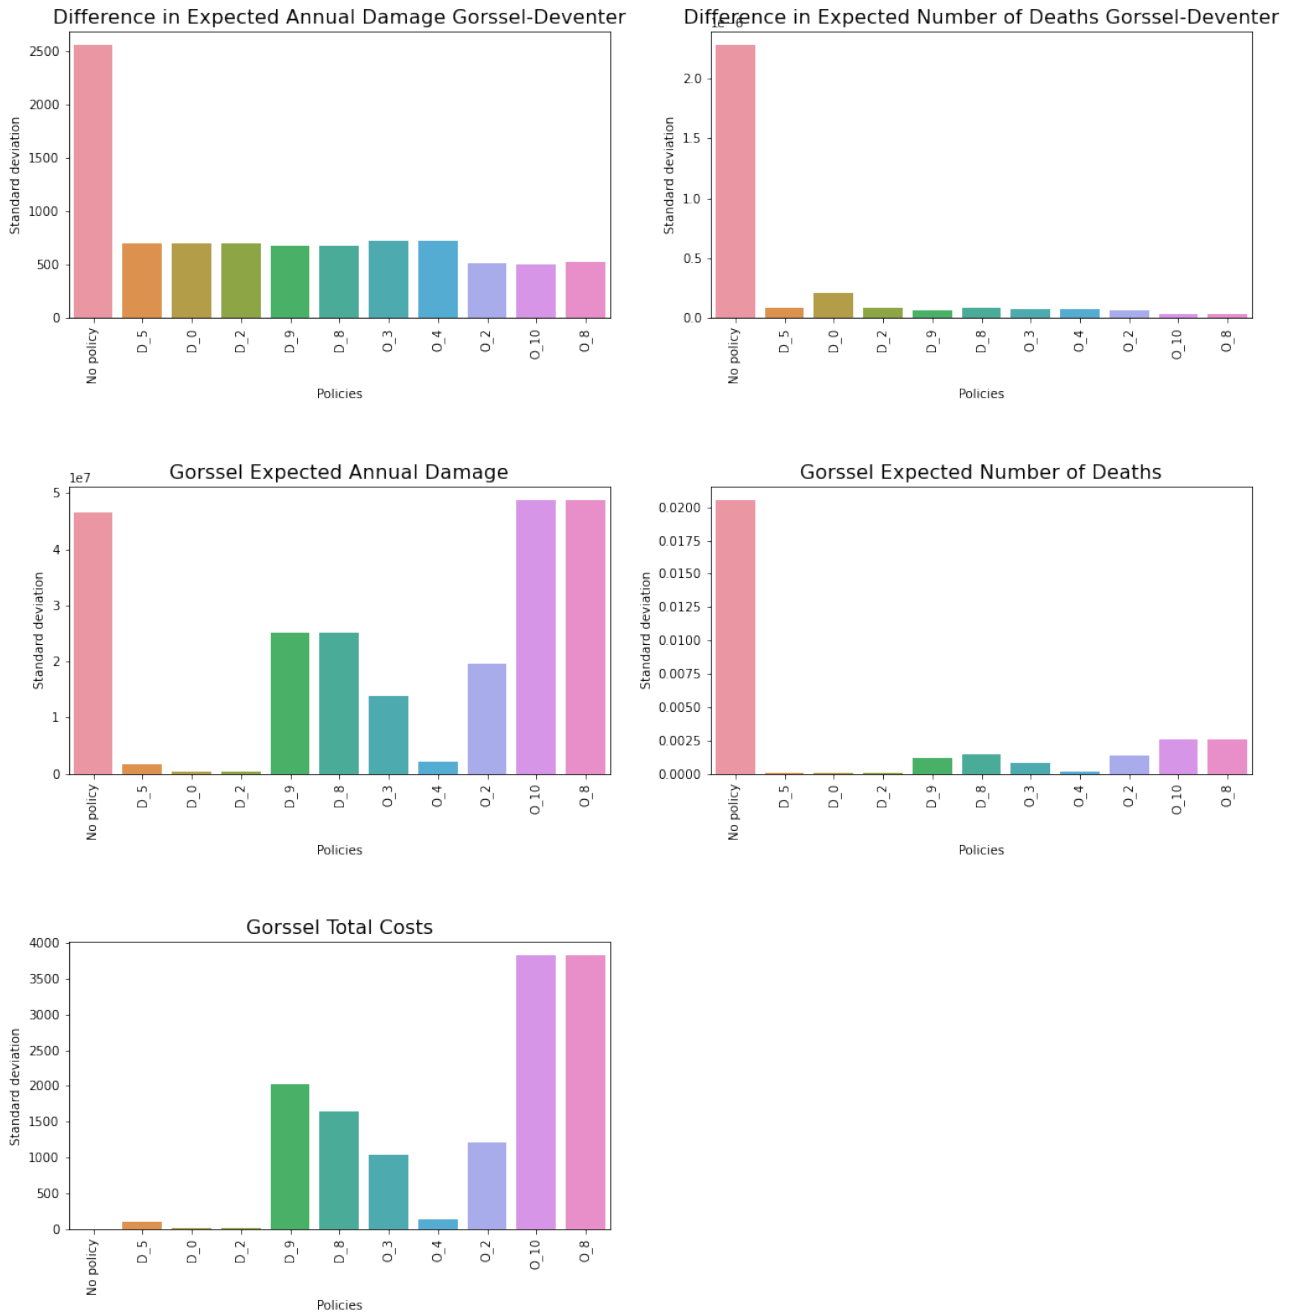 Difference in Expected Annual Damage Gorssel-Deventer
2500
2000
1500
1000
500
0
Standard deviation
No policy
D_5
D_0
D_2
D_9
D_8
O_3
O_4
O_2
O_10
O_8
Policies
Difference in Expected Number of Deaths Gorssel-Deventer
1e−6
2.0
1.5
1.0
0.5
0.0
Standard deviation
No policy
D_5
D_0
D_2
D_9
D_8
O_3
O_4
O_2
O_10
O_8
Policies
Gorssel Expected Annual Damage
1e7
5
4
3
2
1
0
Standard deviation
No policy
D_5
D_0
D_2
D_9
D_8
O_3
O_4
O_2
O_10
O_8
Policies
Gorssel Expected Number of Deaths
0.0200
0.0175
0.0150
0.0125
0.0100
0.0075
0.0050
0.0025
0.0000
Standard deviation
No policy
D_5
D_0
D_2
D_9
D_8
O_3
O_4
O_2
O_10
O_8
Policies
Gorssel Total Costs
4000
3500
3000
2500
2000
1500
1000
500
0
Standard deviation
No policy
D_5
D_0
D_2
D_9
D_8
O_3
O_4
O_2
O_10
O_8
Policies